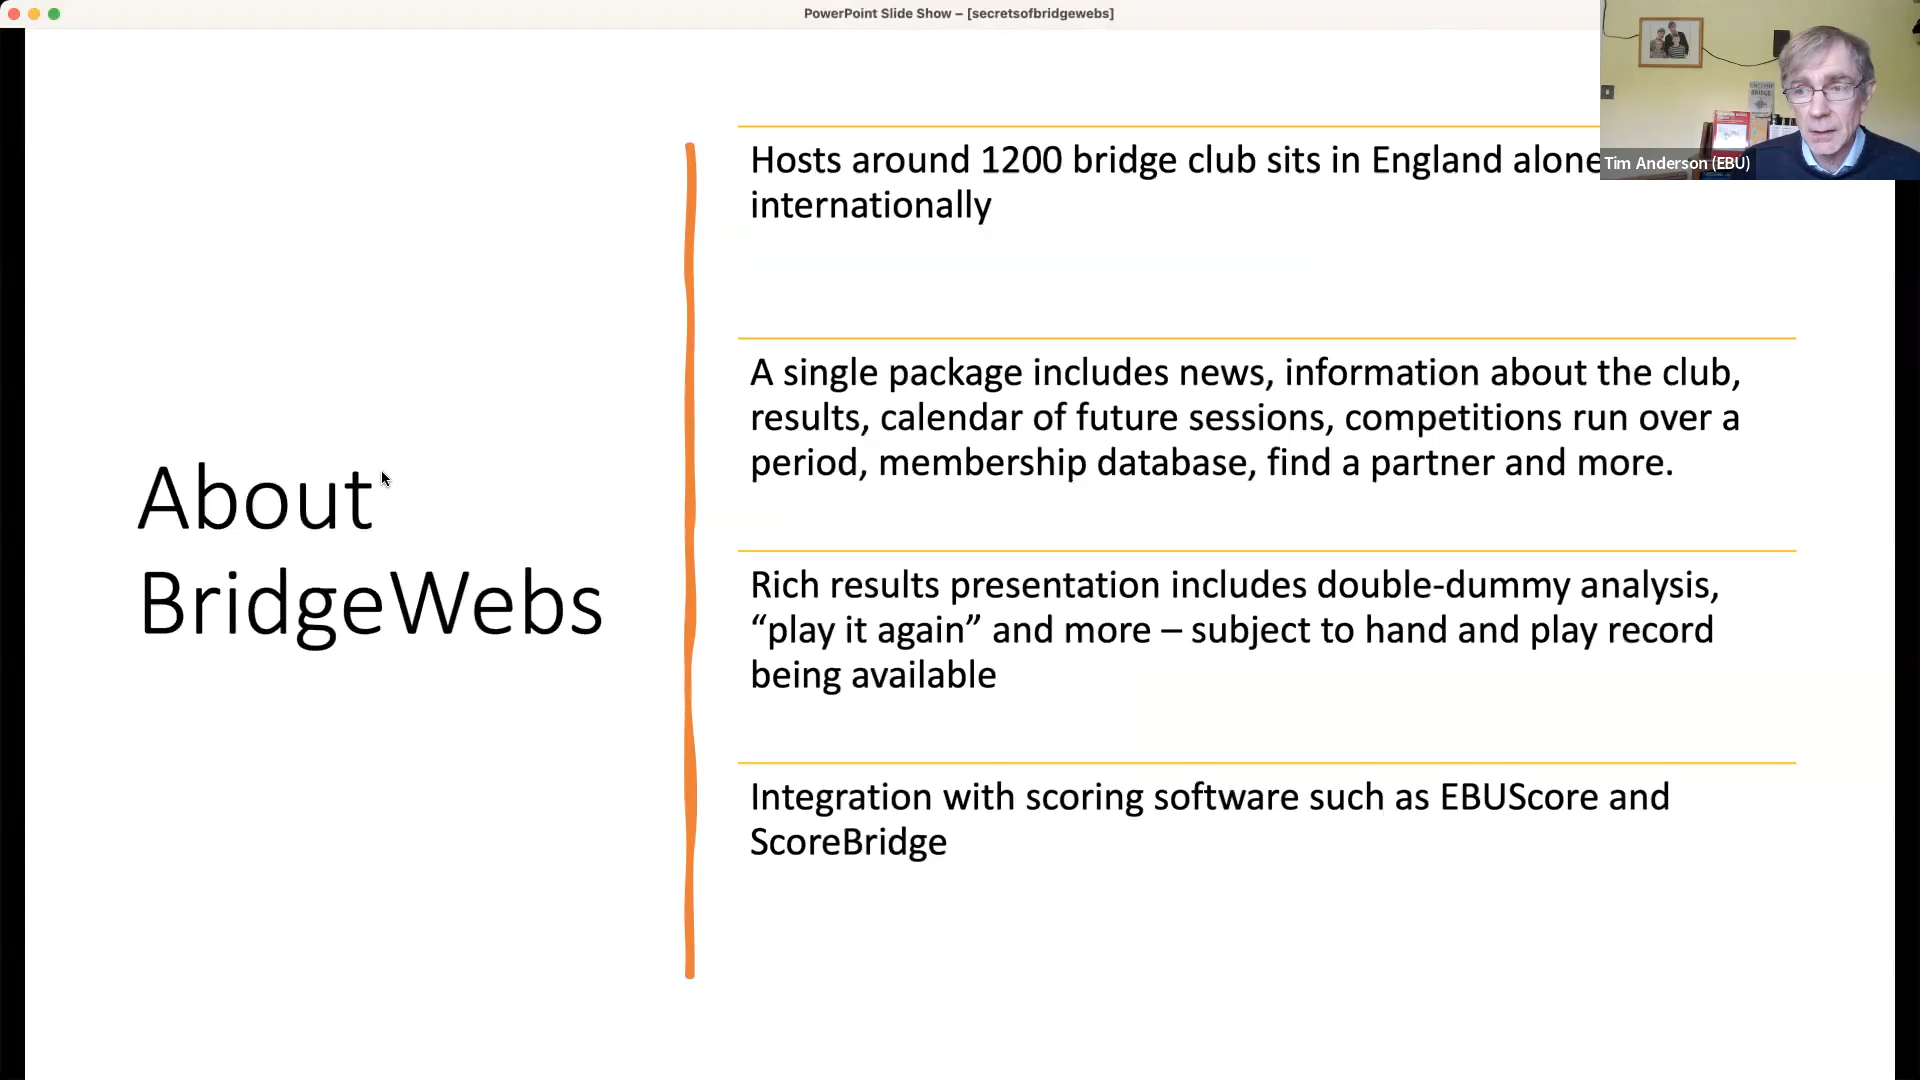 PowerPoint Slide Show – [secretsofbridgewebs]
Tim Anderson (EBU)
About
BridgeWebs
Hosts around 1200 bridge club sits in England alone
internationally
A single package includes news, information about the club,
results, calendar of future sessions, competitions run over a
period, membership database, find a partner and more.
Rich results presentation includes double-dummy analysis,
“play it again” and more – subject to hand and play record
being available
Integration with scoring software such as EBUScore and
ScoreBridge